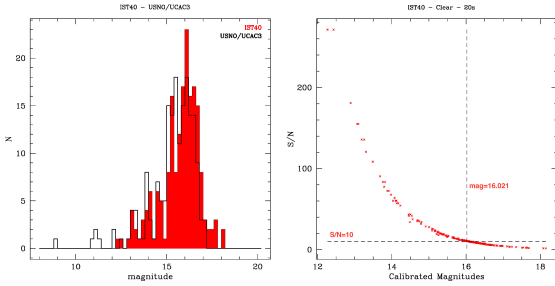 IST40 - USNO/UCAC3
IST40
USNO/UCAC3
N
20
15
10
5
0
10
15
20
magnitude
IST40 - Clear - 20s
S/N
200
100
0
mag=16.021
S/N=10
12
14
16
18
Calibrated Magnitudes